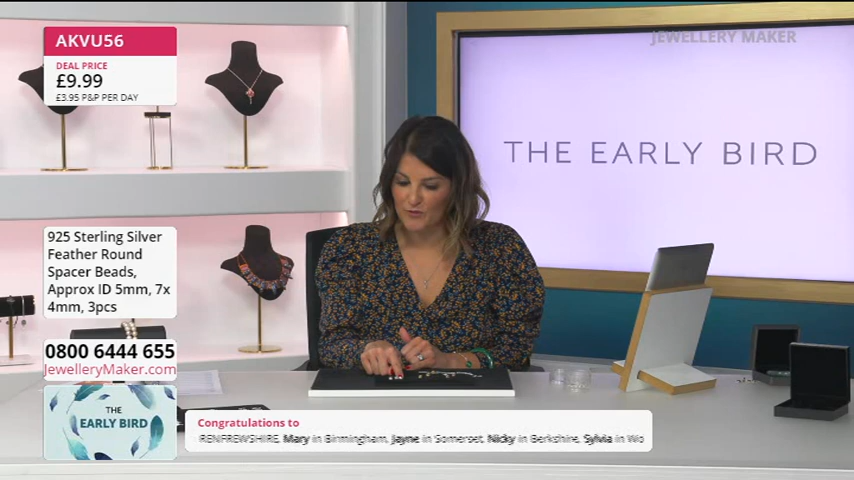 AKVU56
DEAL PRICE
£9.99
£3.95 P&P PER DAY
JEWELLERY MAKER
THE EARLY BIRD
925 Sterling Silver
Feather Round
Spacer Beads,
Approx ID 5mm, 7x
4mm, 3pcs
0800 6444 655
JewelleryMaker.com
THE
EARLY BIRD
Congratulations to
RENFREWSHIRE, Mary in Birmingham, Jayne in Somerset, Nicky in Berkshire, Sylvia in Wo